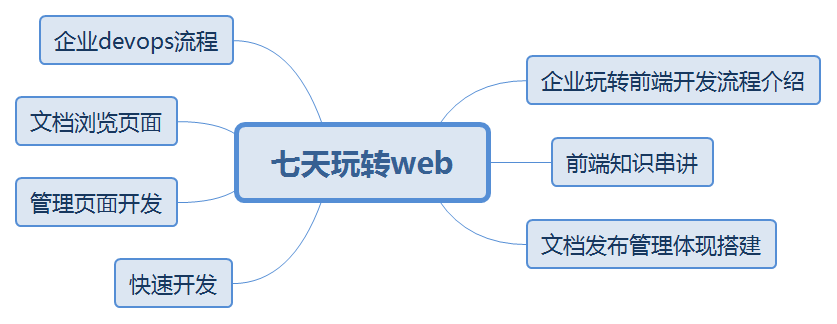 企业devops流程
文档浏览页面
管理页面开发
快速开发
七天玩转web
企业玩转前端开发流程介绍
前端知识串讲
文档发布管理体现搭建